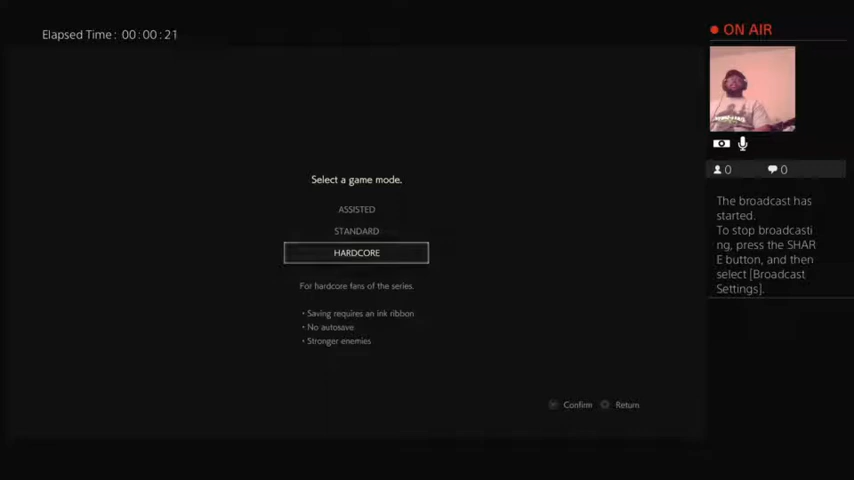 Elapsed Time: 00:00:21
ON AIR
0 0
Select a game mode.
ASSISTED
STANDARD
HARDCORE
For hardcore fans of the series.
• Saving requires an ink ribbon
• No autosave
• Stronger enemies
Confirm Return
The broadcast has
started.
To stop broadcasti
ng, press the SHAR
E button, and then
select [Broadcast
Settings].